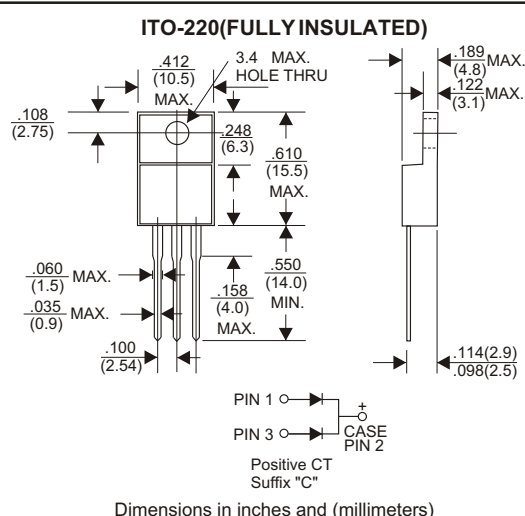 ITO-220(FULLY INSULATED)
.412
(10.5)
MAX.
3.4 MAX.
HOLE THRU
.189
(4.8)
MAX.
.122
(3.1)
MAX.
.108
(2.75)
.248
(6.3)
.610
(15.5)
MAX.
.060
(1.5)
MAX.
.035
(0.9)
MAX.
.158
(4.0)
MAX.
.550
(14.0)
MIN.
.100
(2.54)
.114(2.9)
.098(2.5)
PIN 1
+
PIN 3
CASE
PIN 2
Positive CT
Suffix "C"
Dimensions in inches and (millimeters)